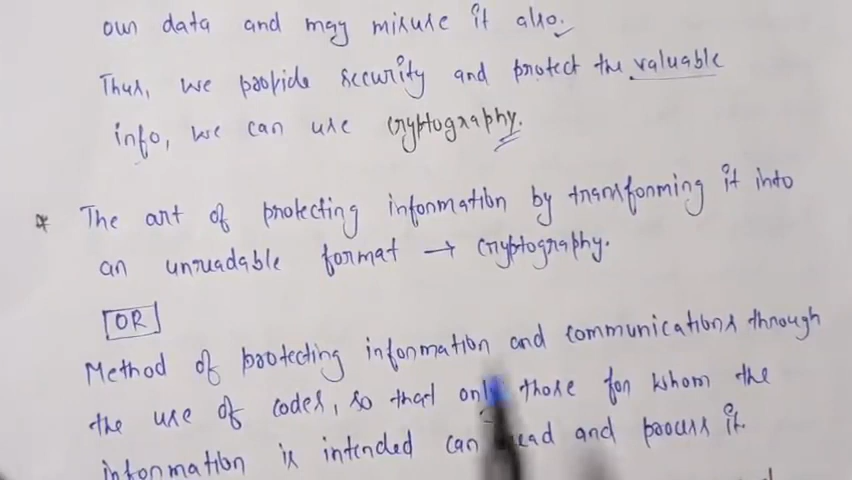 our data and may misuse it also.
Thus, we provide security and protect the valuable
info, we can use cryptography.
* The art of protecting information by transforming it into
an unreadable format → cryptography.
OR
Method of protecting information and communications through
the use of codes, so that only those for whom the
information is intended can read and process it.